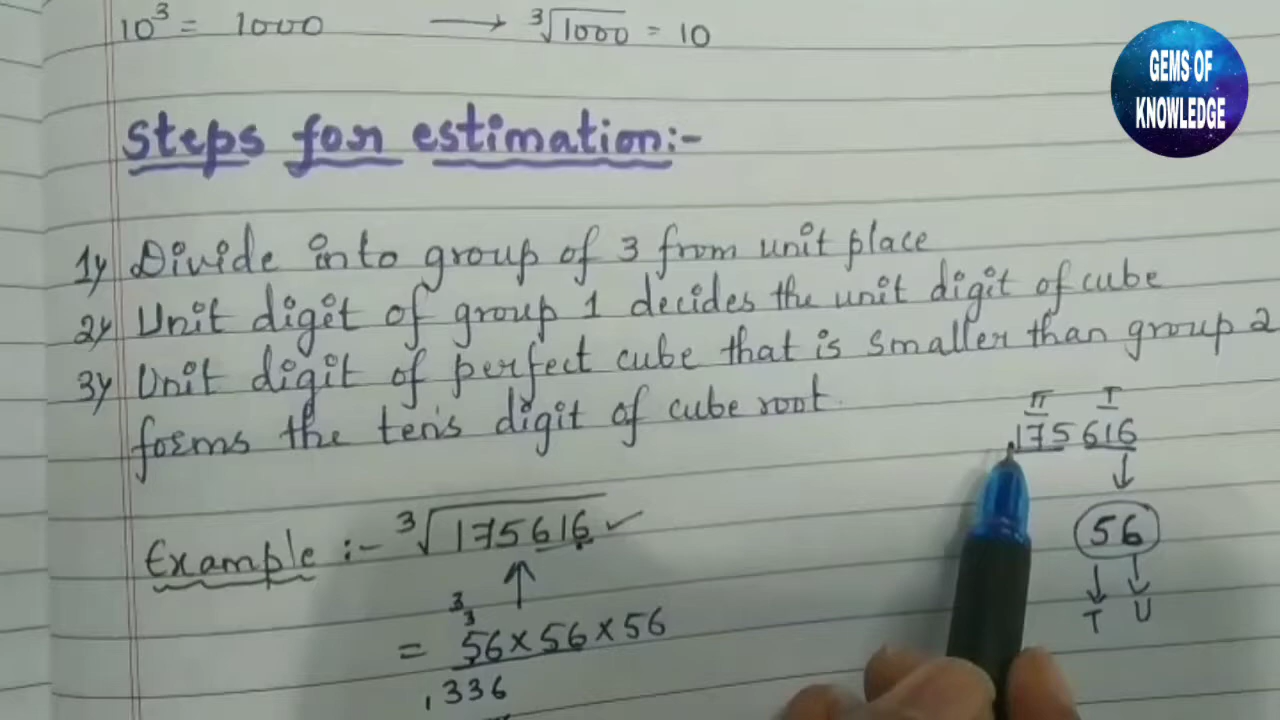 10³ = 1000 → ³√1000 = 10
GEMS OF
KNOWLEDGE
Steps for estimation:-
1) Divide into group of 3 from unit place
2) Unit digit of group 1 decides the unit digit of cube
3) Unit digit of perfect cube that is smaller than group 2
forms the ten's digit of cube root.
II I
175 616
↓
56
↓ ↓
T U
Example :- ³√175616 ✓
↑
3
3
= 56×56×56
1336